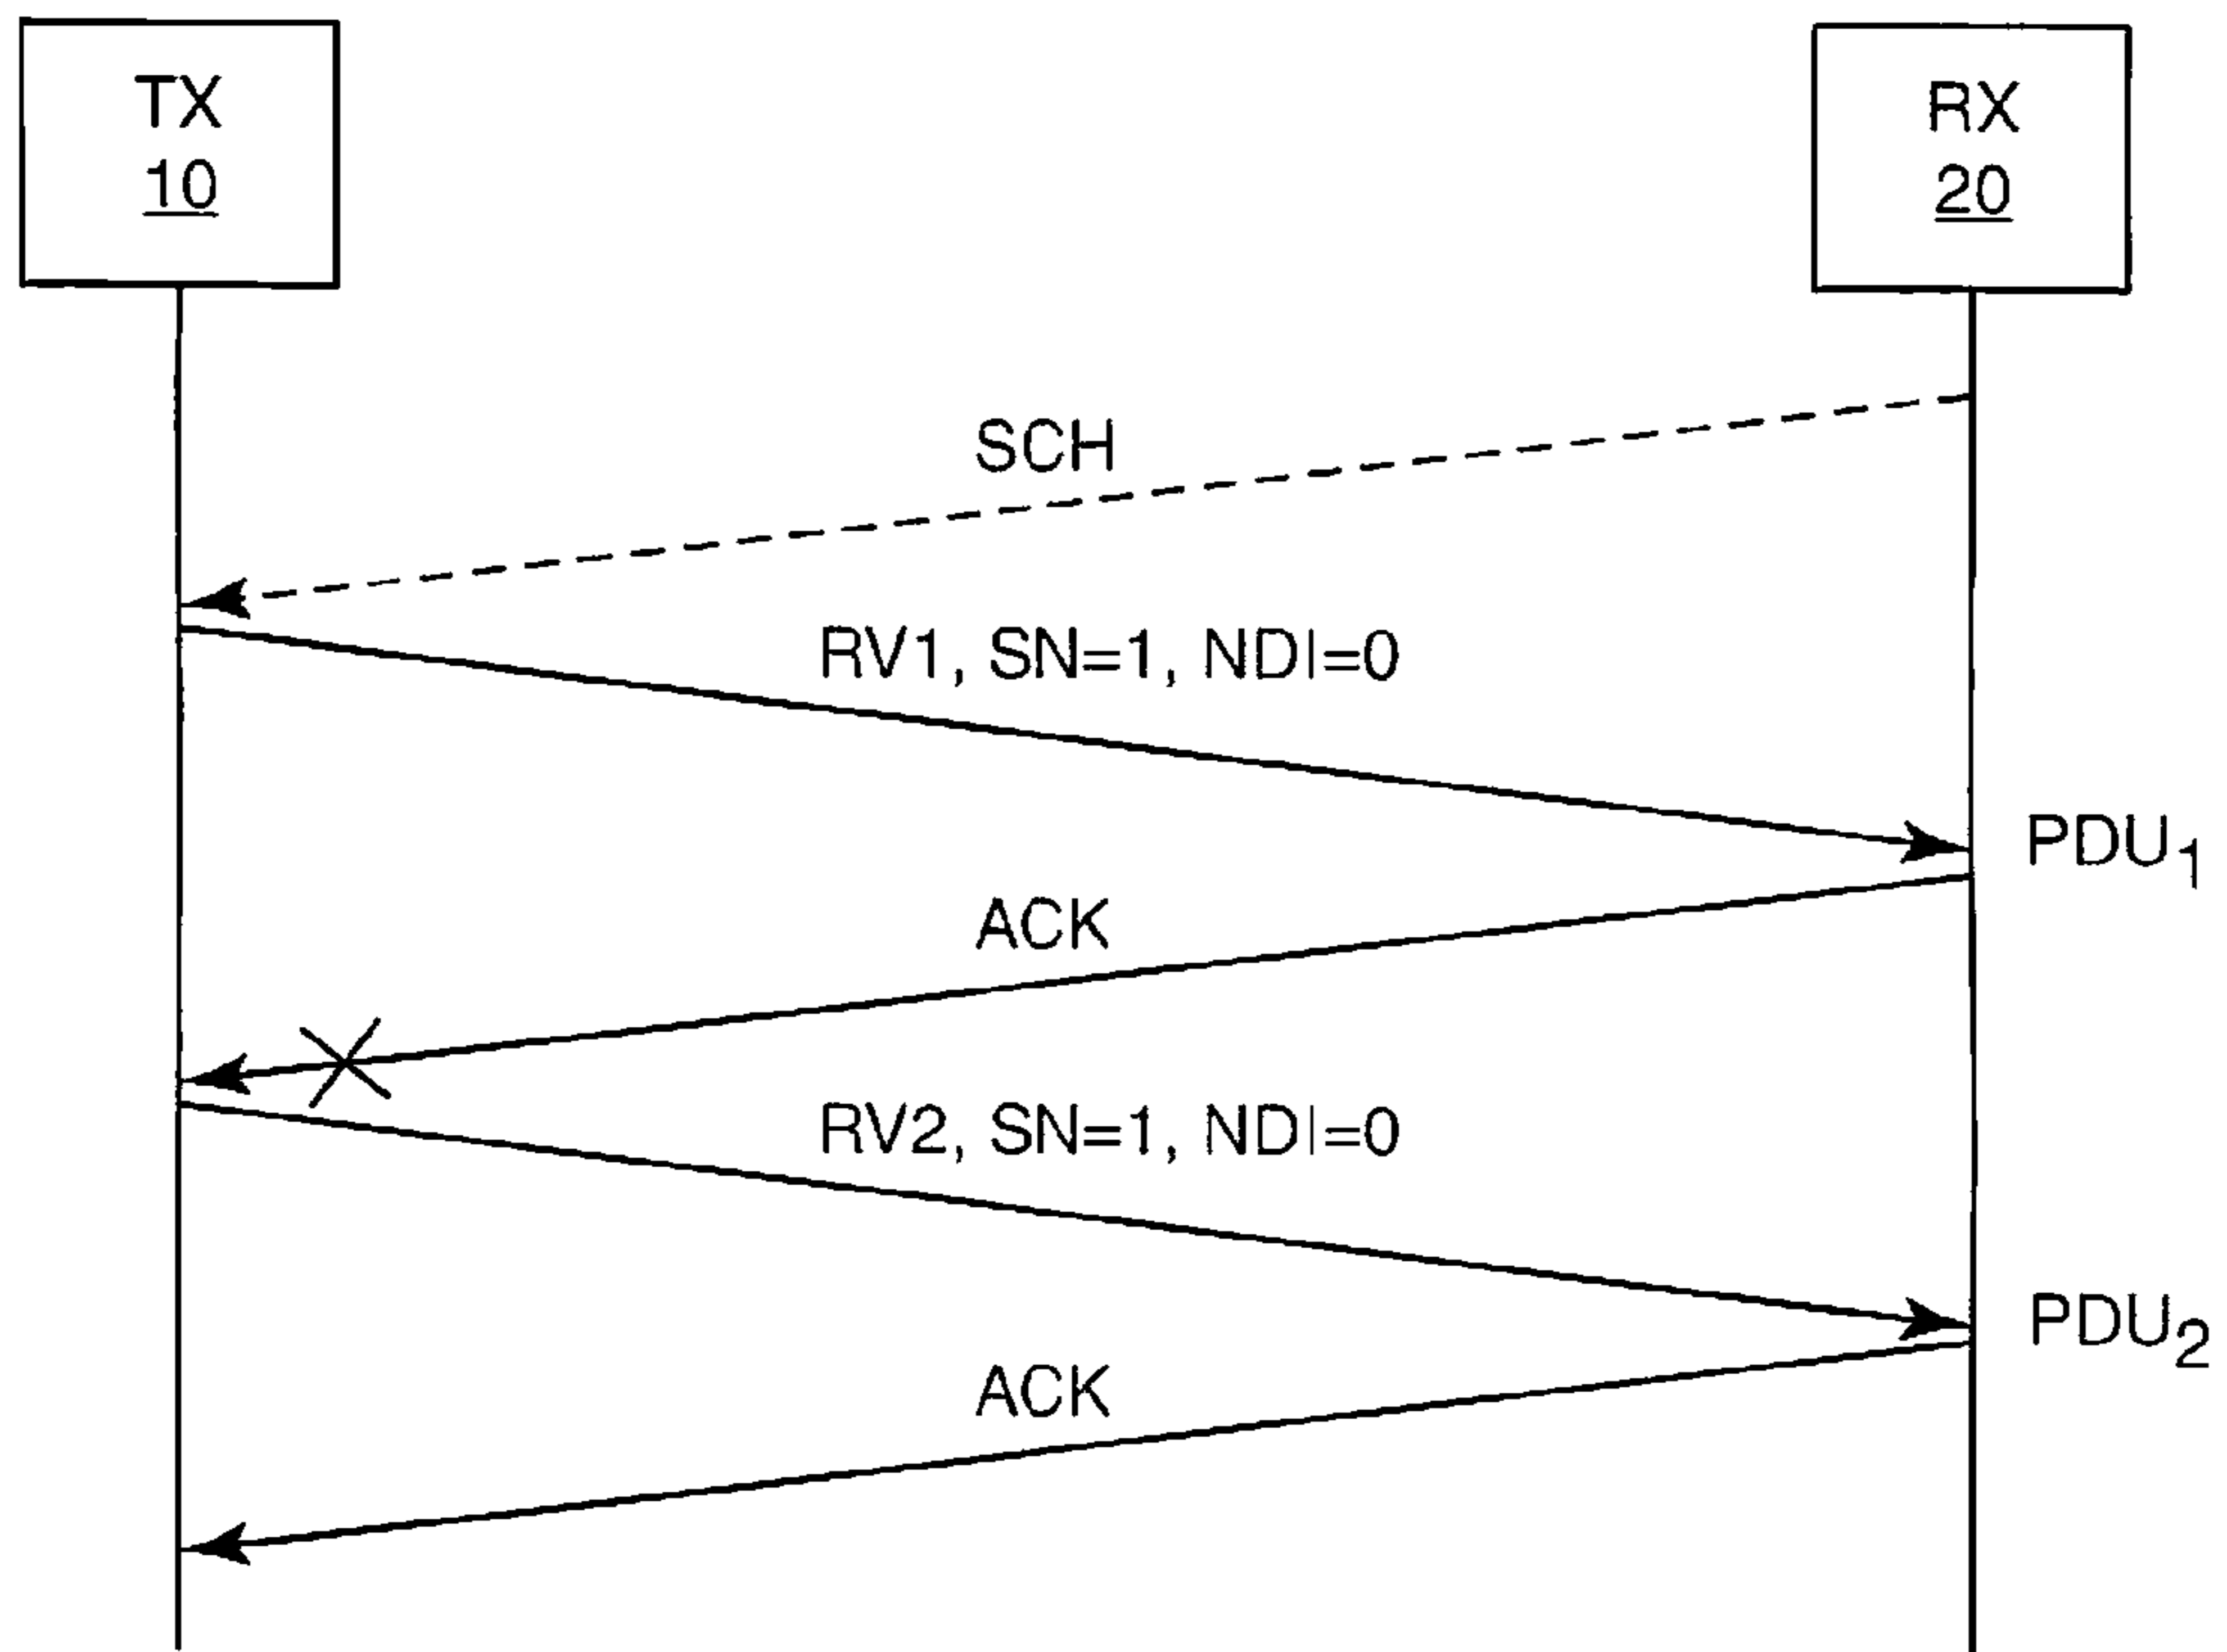 TX
10
RX
20
SCH
RV1, SN=1, NDI=0
PDU1
ACK
RV2, SN=1, NDI=0
PDU2
ACK